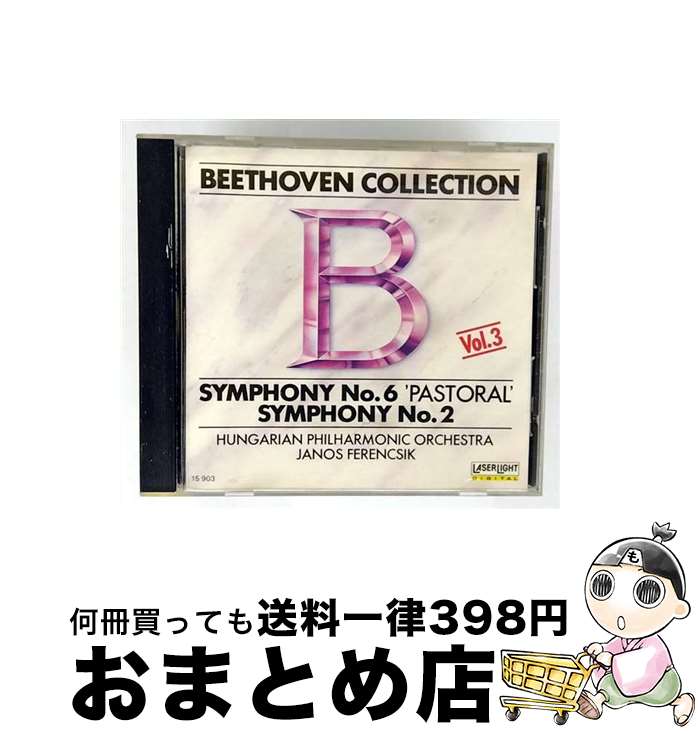 BEETHOVEN COLLECTION
B
Vol.3
SYMPHONY No.6 'PASTORAL'
SYMPHONY No.2
HUNGARIAN PHILHARMONIC ORCHESTRA
JANOS FERENCSIK
15 903
LASERLIGHT
DIGITAL
も
何冊買っても送料一律398円
おまとめ店